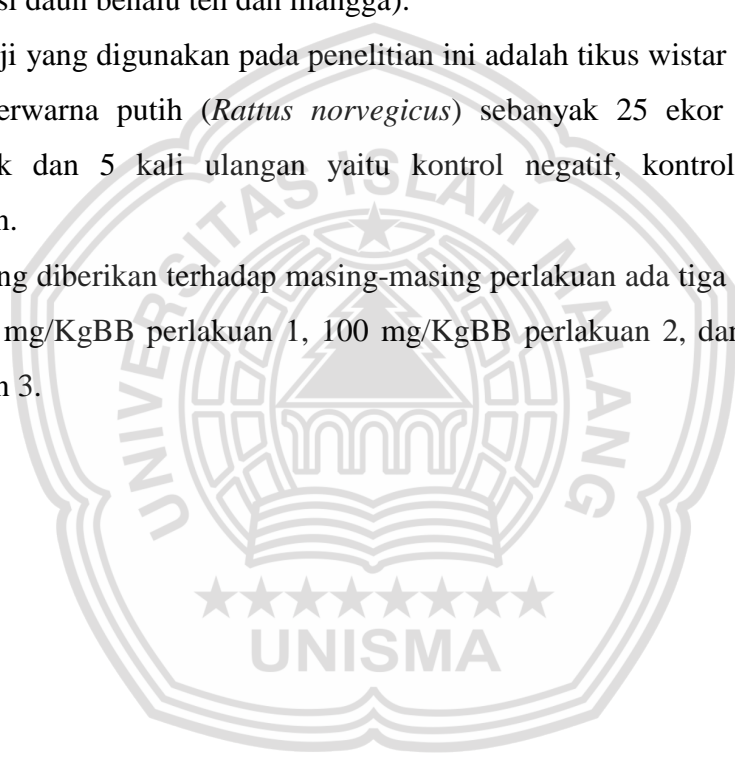 si daun benalu teh dan mangga).
ji yang digunakan pada penelitian ini adalah tikus wistar
erwarna putih (Rattus norvegicus) sebanyak 25 ekor
k dan 5 kali ulangan yaitu kontrol negatif, kontrol
n.
ng diberikan terhadap masing-masing perlakuan ada tiga
mg/KgBB perlakuan 1, 100 mg/KgBB perlakuan 2, dan
n 3.
UNIVERSITAS ISLAM MALANG
UNISMA